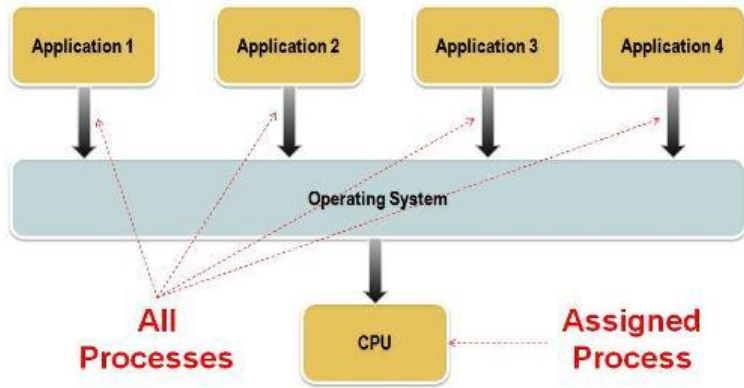 Application 1
Application 2
Application 3
Application 4
Operating System
All
Processes
CPU
Assigned
Process